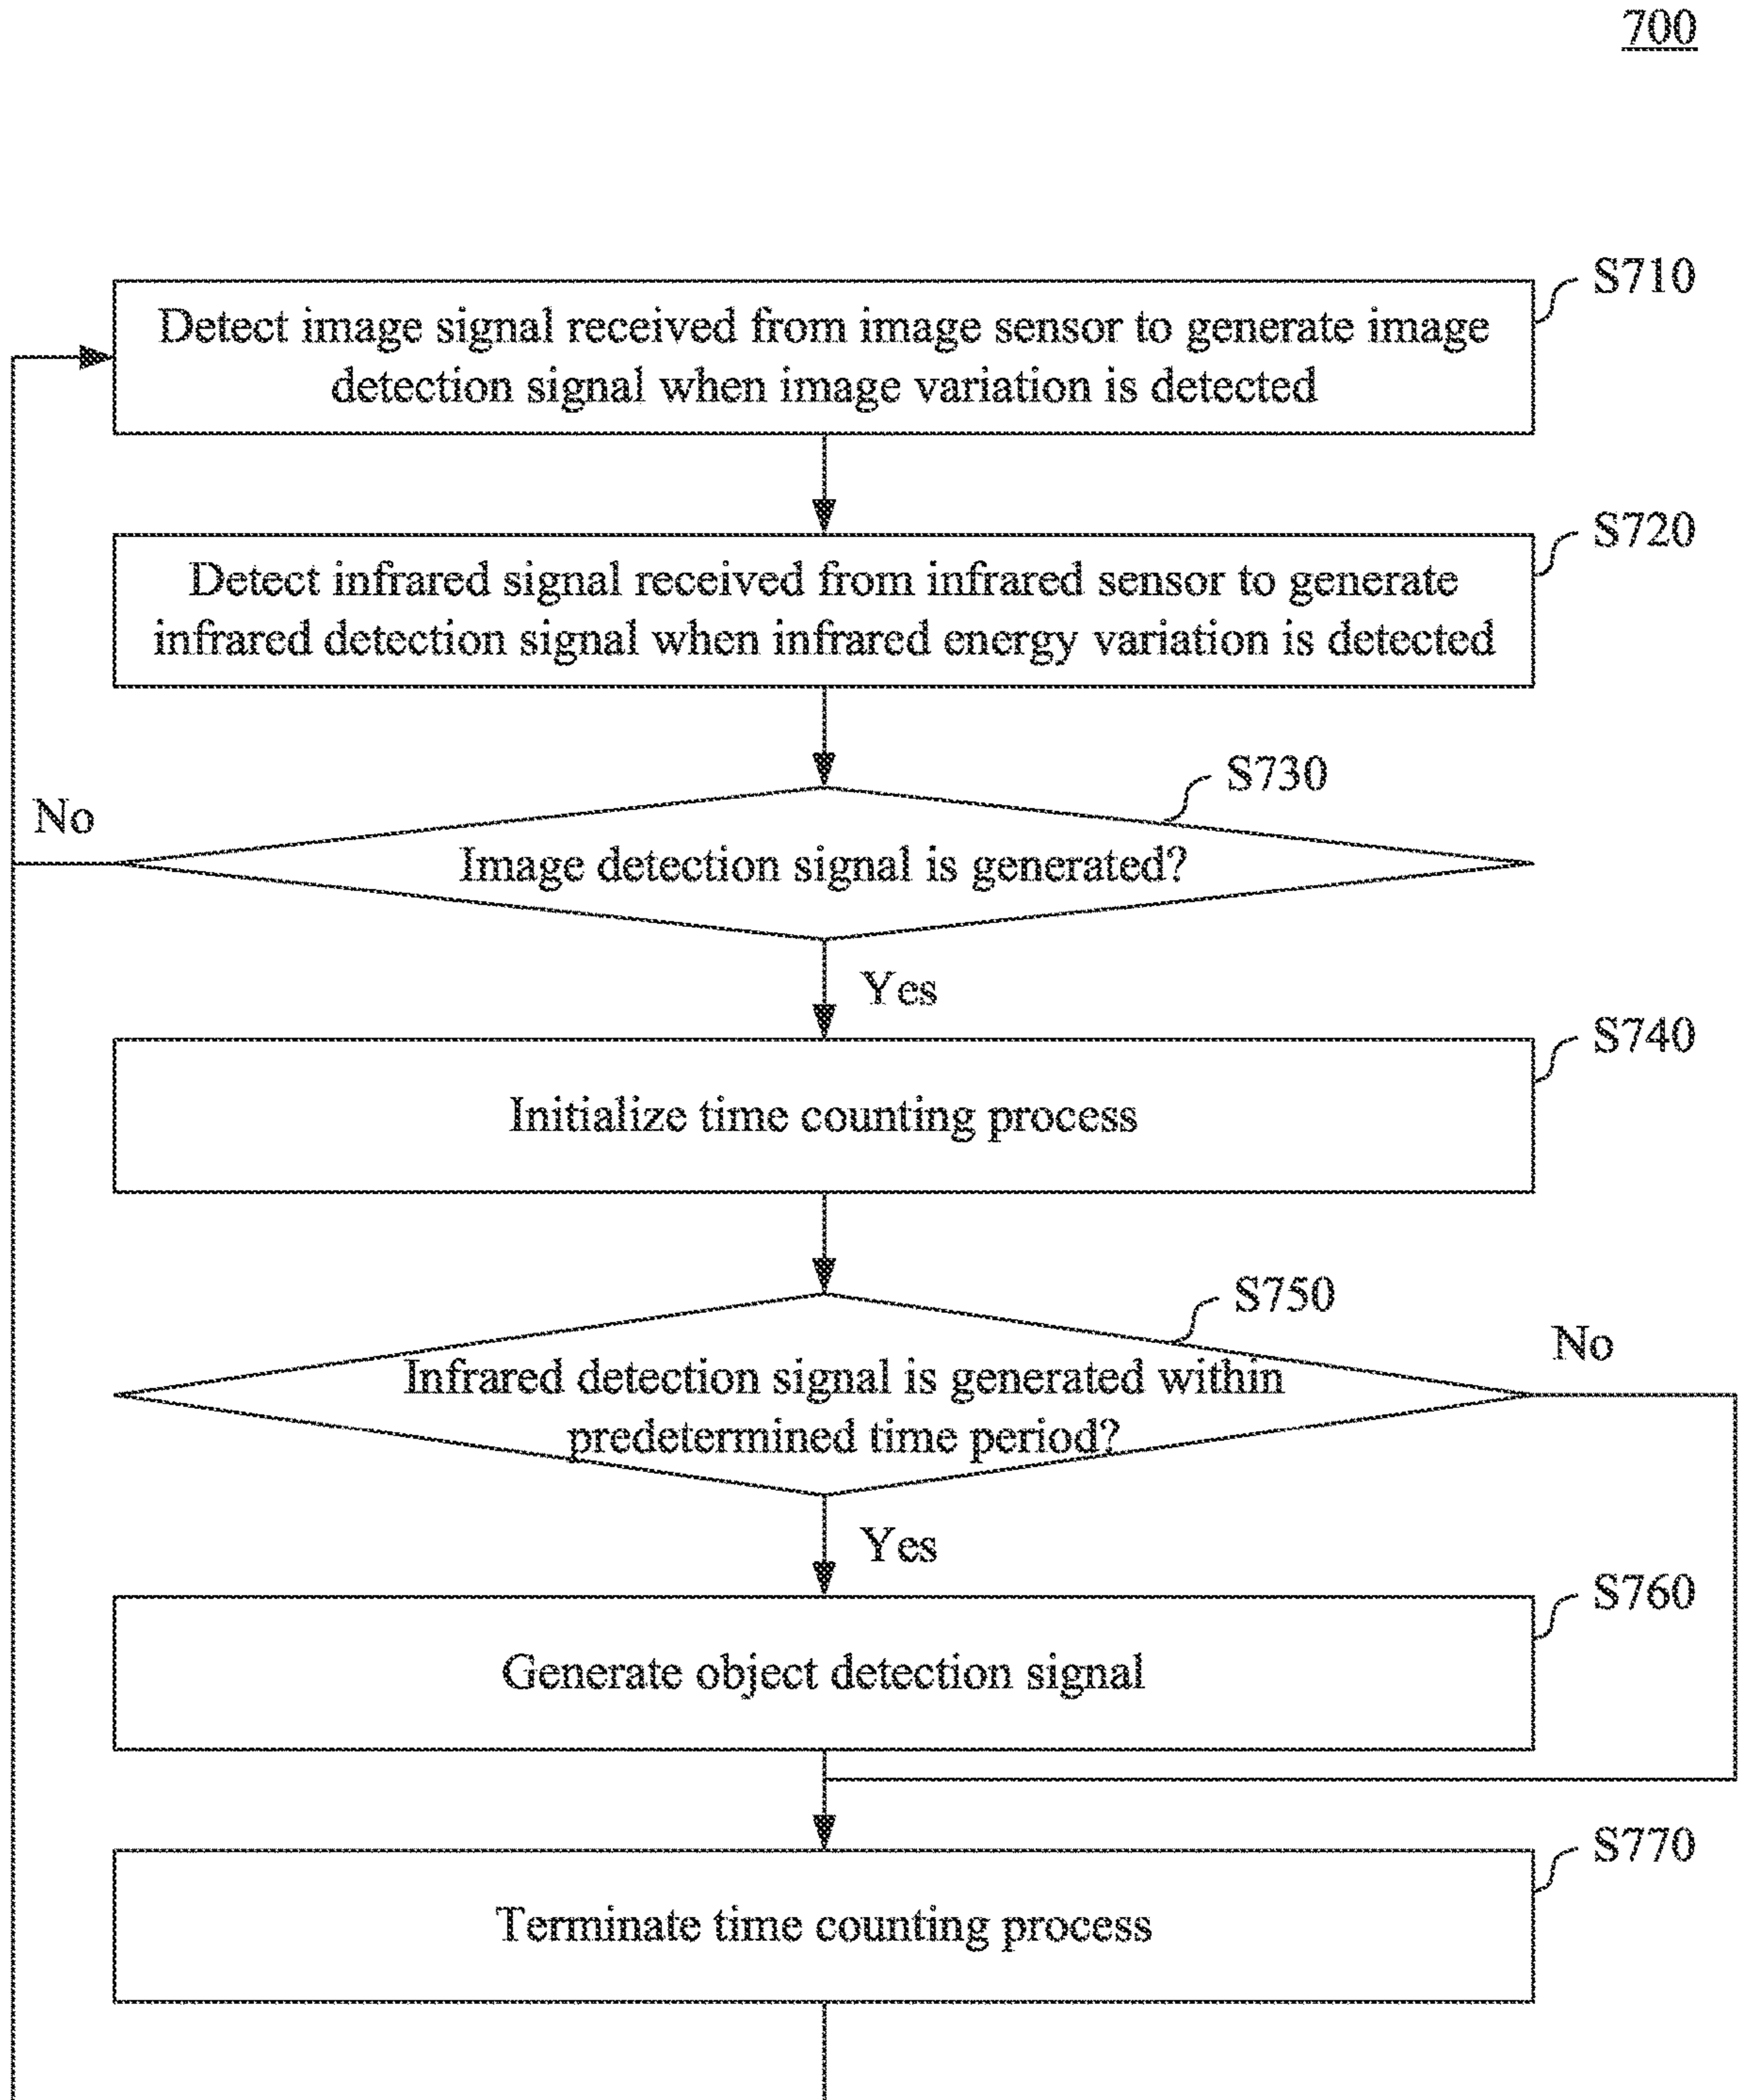 700
S710
Detect image signal received from image sensor to generate image
detection signal when image variation is detected
S720
Detect infrared signal received from infrared sensor to generate
infrared detection signal when infrared energy variation is detected
S730
No
Image detection signal is generated?
Yes
S740
Initialize time counting process
S750
No
Infrared detection signal is generated within
predetermined time period?
Yes
S760
Generate object detection signal
S770
Terminate time counting process